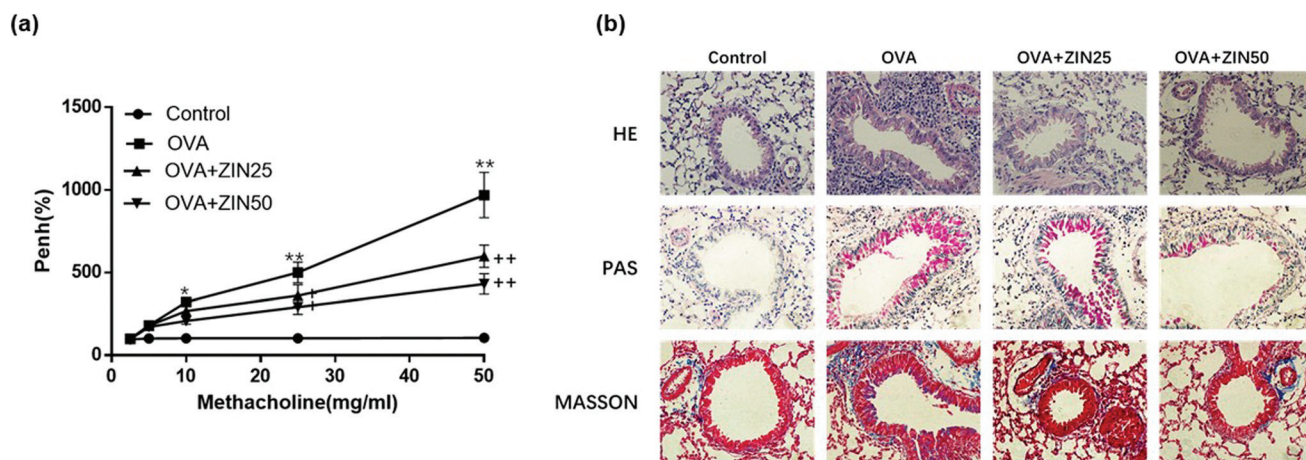 (a)
1500
1000
500
0
Penh(%)
Control
OVA
OVA+ZIN25
OVA+ZIN50
*
**
**
+
+
++
++
0 10 20 30 40 50
Methacholine(mg/ml)
(b)
Control OVA OVA+ZIN25 OVA+ZIN50
HE
PAS
MASSON